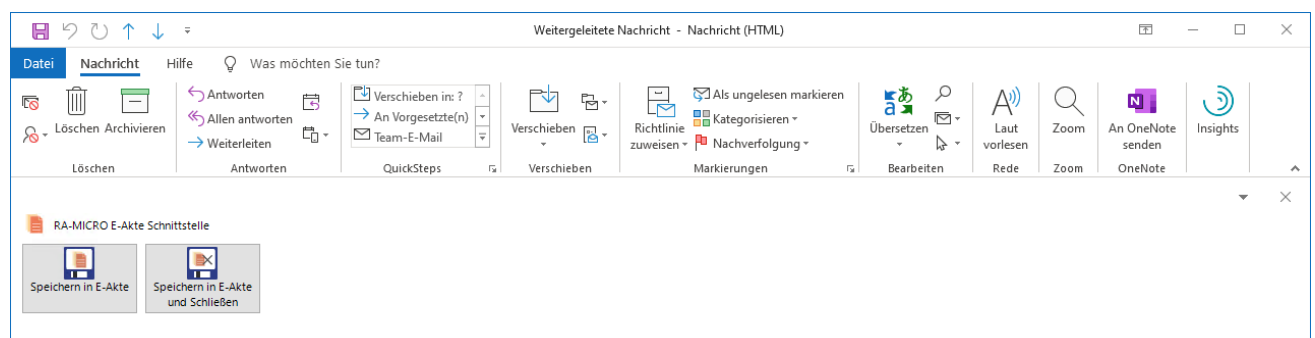 Weitergeleitete Nachricht - Nachricht (HTML)
Datei Nachricht Hilfe Was möchten Sie tun?
Löschen Archivieren
Löschen
Antworten
Allen antworten
Weiterleiten
Antworten
Verschieben in: ?
An Vorgesetzte(n)
Team-E-Mail
QuickSteps
Verschieben
Verschieben
Richtlinie
zuweisen
Als ungelesen markieren
Kategorisieren
Nachverfolgung
Markierungen
Übersetzen
Bearbeiten
Laut
vorlesen
Rede
Zoom
Zoom
An OneNote
senden
OneNote
Insights
RA-MICRO E-Akte Schnittstelle
Speichern in E-Akte
Speichern in E-Akte
und Schließen